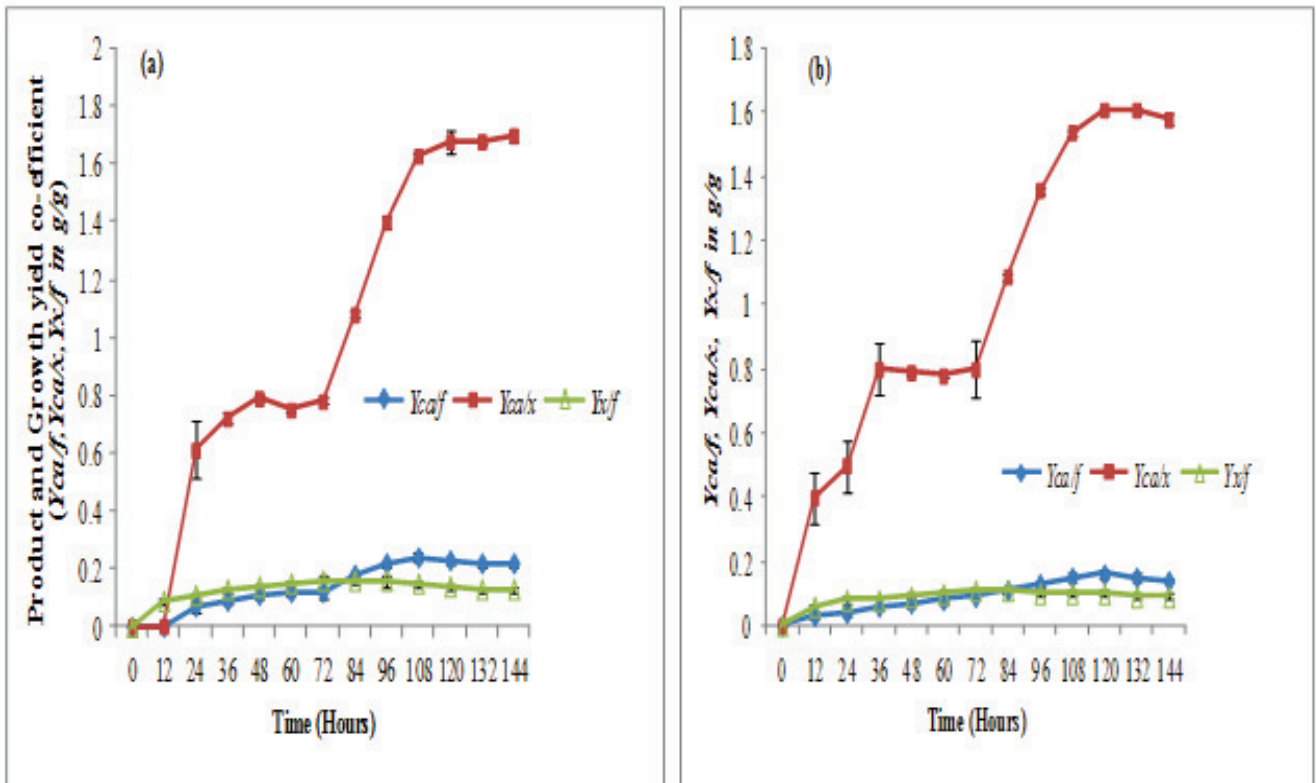 Product and Growth yield co-efficient
(Yca/f, Yca/x, Yx/f in g/g)
(a)
2
1.8
1.6
1.4
1.2
1
0.8
0.6
0.4
0.2
0
Yca/f Yca/x Yx/f
0 12 24 36 48 60 72 84 96 108 120 132 144
Time (Hours)
Yca/f, Yca/x, Yx/f in g/g
(b)
1.8
1.6
1.4
1.2
1
0.8
0.6
0.4
0.2
0
Yca/f Yca/x Yx/f
0 12 24 36 48 60 72 84 96 108 120 132 144
Time (Hours)